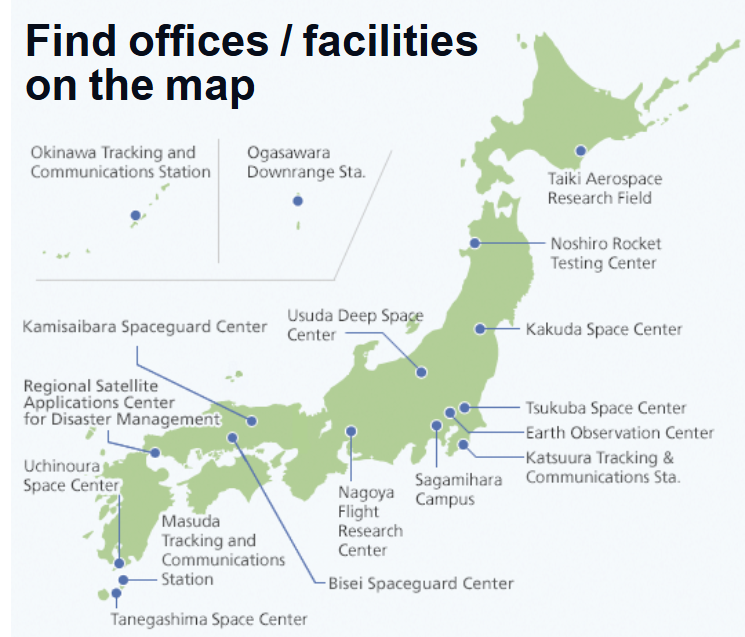 Find offices / facilities
on the map
Okinawa Tracking and
Communications Station
Ogasawara
Downrange Sta.
Taiki Aerospace
Research Field
Noshiro Rocket
Testing Center
Usuda Deep Space
Center
Kakuda Space Center
Kamisaibara Spaceguard Center
Regional Satellite
Applications Center
for Disaster Management
Tsukuba Space Center
Earth Observation Center
Katsuura Tracking &
Communications Sta.
Uchinoura
Space Center
Sagamihara
Campus
Nagoya
Flight
Research
Center
Masuda
Tracking and
Communications
Station
Bisei Spaceguard Center
Tanegashima Space Center